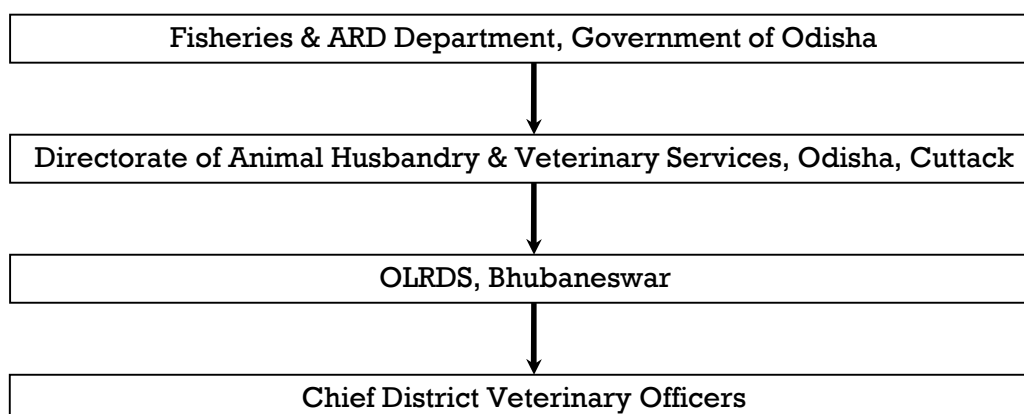 Fisheries & ARD Department, Government of Odisha
Directorate of Animal Husbandry & Veterinary Services, Odisha, Cuttack
OLRDS, Bhubaneswar
Chief District Veterinary Officers